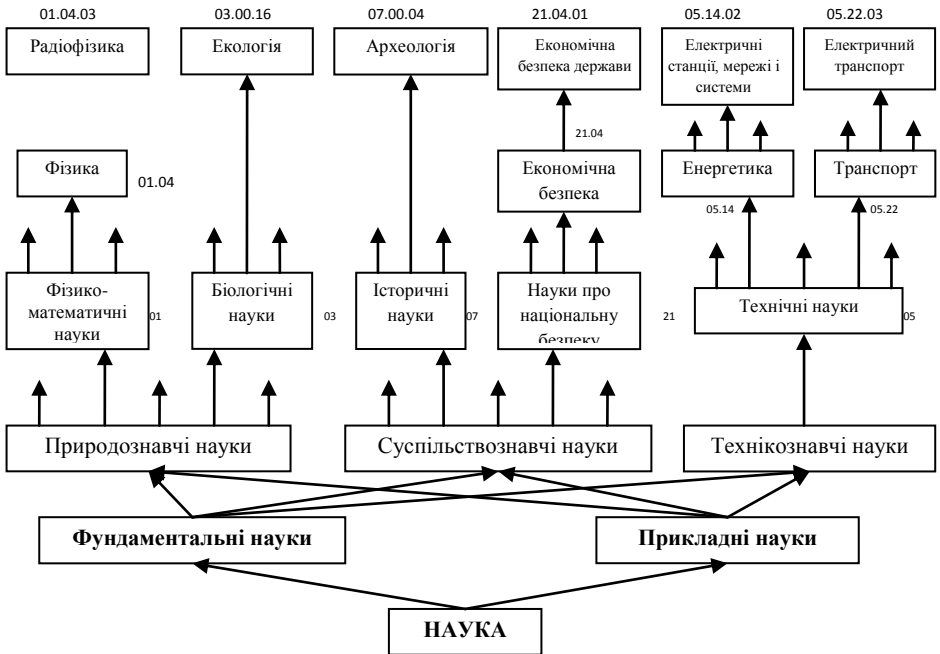 01.04.03
03.00.16
07.00.04
21.04.01
05.14.02
05.22.03
Радіофізика
Екологія
Археологія
Економічна
безпека держави
Електричні
станції, мережі і
системи
Електричний
транспорт
21.04
Фізика
01.04
Економічна
безпека
Енергетика
Транспорт
05.14
05.22
Фізико-
математичні
науки
01
Біологічні
науки
03
Історичні
науки
07
Науки про
національну
безпеку
21
Технічні науки
05
Природознавчі науки
Суспільствознавчі науки
Технікознавчі науки
Фундаментальні науки
Прикладні науки
НАУКА